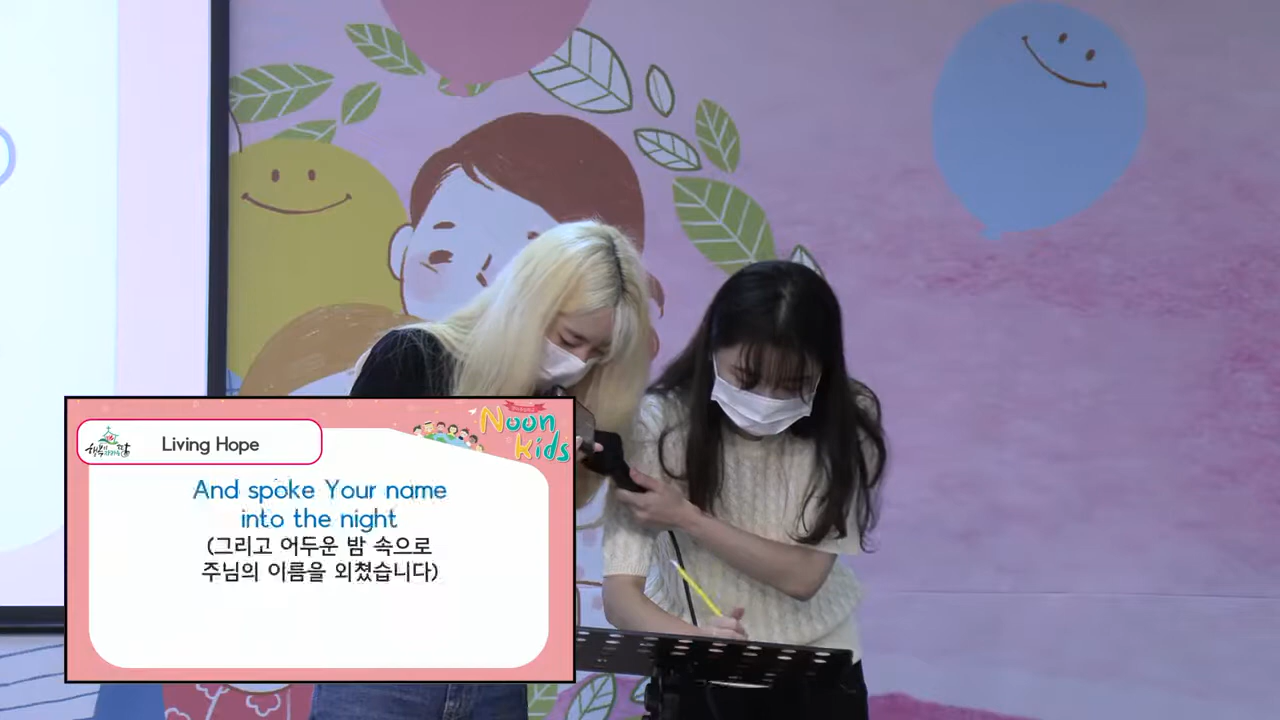 Living Hope
Noon
Kids
And spoke Your name
into the night
(그리고 어두운 밤 속으로
주님의 이름을 외쳤습니다)